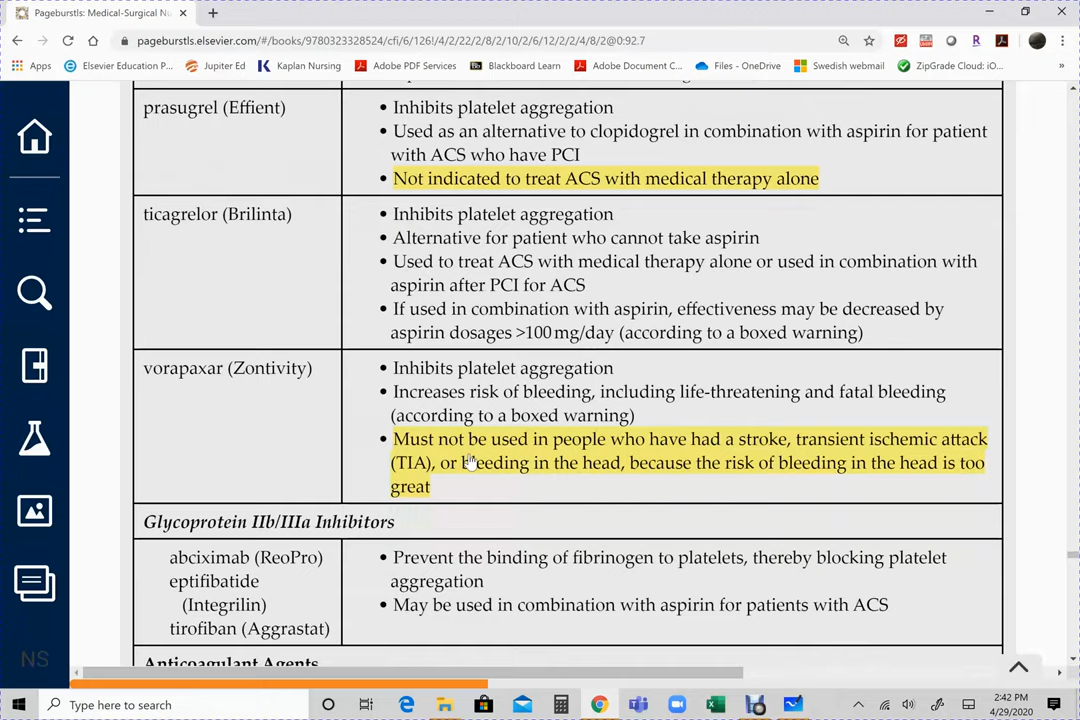 Pageburstls: Medical-Surgical Nu
pageburstls.elsevier.com/#/books/9780323328524/cfi/6/126!/4/2/22/2/8/2/10/2/6/12/2/2/4/8/2@0:92.7
Apps Elsevier Education P... Jupiter Ed Kaplan Nursing Adobe PDF Services Blackboard Learn Adobe Document C... Files - OneDrive Swedish webmail ZipGrade Cloud: iO... »
prasugrel (Effient)
• Inhibits platelet aggregation
• Used as an alternative to clopidogrel in combination with aspirin for patient
with ACS who have PCI
• Not indicated to treat ACS with medical therapy alone
ticagrelor (Brilinta)
• Inhibits platelet aggregation
• Alternative for patient who cannot take aspirin
• Used to treat ACS with medical therapy alone or used in combination with
aspirin after PCI for ACS
• If used in combination with aspirin, effectiveness may be decreased by
aspirin dosages >100 mg/day (according to a boxed warning)
vorapaxar (Zontivity)
• Inhibits platelet aggregation
• Increases risk of bleeding, including life-threatening and fatal bleeding
(according to a boxed warning)
• Must not be used in people who have had a stroke, transient ischemic attack
(TIA), or bleeding in the head, because the risk of bleeding in the head is too
great
Glycoprotein IIb/IIIa Inhibitors
abciximab (ReoPro)
eptifibatide
(Integrilin)
tirofiban (Aggrastat)
• Prevent the binding of fibrinogen to platelets, thereby blocking platelet
aggregation
• May be used in combination with aspirin for patients with ACS
Anticoagulant Agents
NS
Type here to search
2:42 PM
4/29/2020